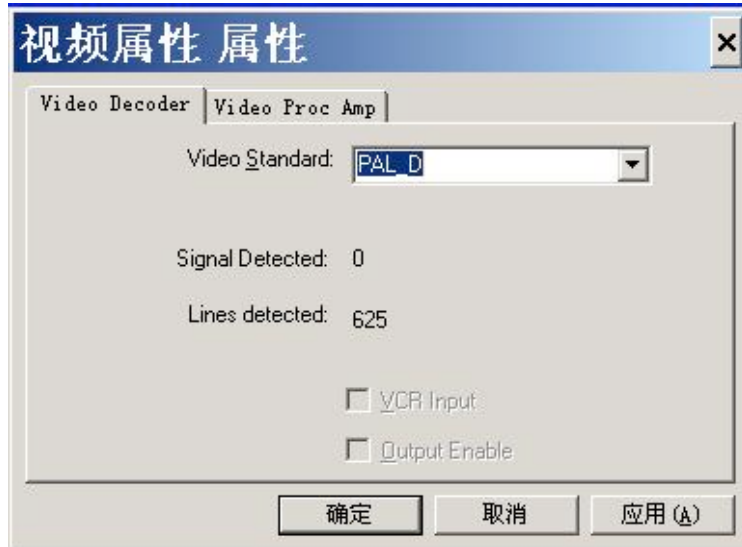 视频属性 属性
Video Decoder Video Proc Amp
Video Standard: PAL_D
Signal Detected: 0
Lines detected: 625
VCR Input
Output Enable
确定 取消 应用(A)